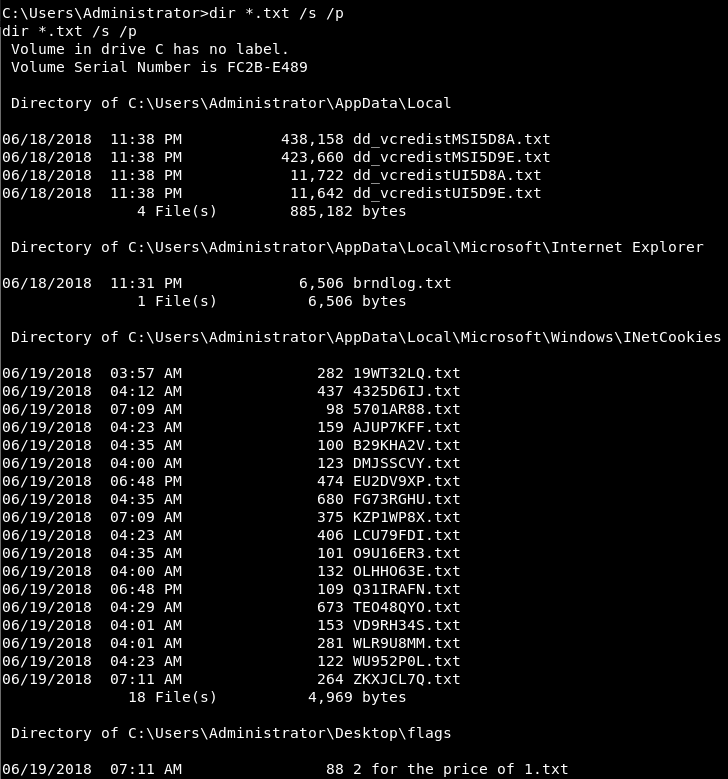 C:\Users\Administrator>dir *.txt /s /p
dir *.txt /s /p
 Volume in drive C has no label.
 Volume Serial Number is FC2B-E489

 Directory of C:\Users\Administrator\AppData\Local

06/18/2018  11:38 PM           438,158 dd_vcredistMSI5D8A.txt
06/18/2018  11:38 PM           423,660 dd_vcredistMSI5D9E.txt
06/18/2018  11:38 PM            11,722 dd_vcredistUI5D8A.txt
06/18/2018  11:38 PM            11,642 dd_vcredistUI5D9E.txt
               4 File(s)        885,182 bytes

 Directory of C:\Users\Administrator\AppData\Local\Microsoft\Internet Explorer

06/18/2018  11:31 PM             6,506 brndlog.txt
               1 File(s)          6,506 bytes

 Directory of C:\Users\Administrator\AppData\Local\Microsoft\Windows\INetCookies

06/19/2018  03:57 AM               282 19WT32LQ.txt
06/19/2018  04:12 AM               437 4325D6IJ.txt
06/19/2018  07:09 AM                98 5701AR88.txt
06/19/2018  04:23 AM               159 AJUP7KFF.txt
06/19/2018  04:35 AM               100 B29KHA2V.txt
06/19/2018  04:00 AM               123 DMJSSCVY.txt
06/19/2018  06:48 PM               474 EU2DV9XP.txt
06/19/2018  04:35 AM               680 FG73RGHU.txt
06/19/2018  07:09 AM               375 KZP1WP8X.txt
06/19/2018  04:23 AM               406 LCU79FDI.txt
06/19/2018  04:35 AM               101 O9U16ER3.txt
06/19/2018  04:00 AM               132 OLHHO63E.txt
06/19/2018  06:48 PM               109 Q31IRAFN.txt
06/19/2018  04:29 AM               673 TEO48QYO.txt
06/19/2018  04:01 AM               153 VD9RH34S.txt
06/19/2018  04:01 AM               281 WLR9U8MM.txt
06/19/2018  04:23 AM               122 WU952P0L.txt
06/19/2018  07:11 AM               264 ZKXJCL7Q.txt
              18 File(s)          4,969 bytes

 Directory of C:\Users\Administrator\Desktop\flags

06/19/2018  07:11 AM                88 2 for the price of 1.txt